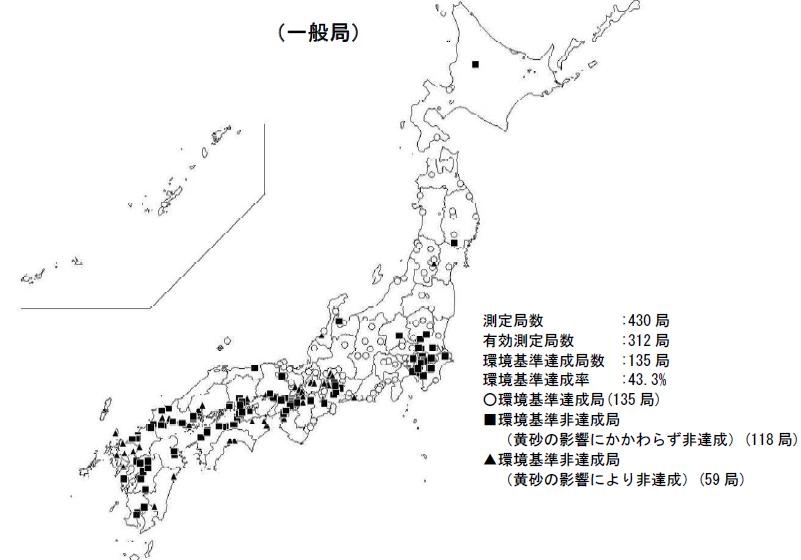 (一般局)
測定局数 :430 局
有効測定局数 :312 局
環境基準達成局数 :135 局
環境基準達成率 :43.3%
○環境基準達成局(135 局)
■環境基準非達成局
(黄砂の影響にかかわらず非達成) (118 局)
▲環境基準非達成局
(黄砂の影響により非達成) (59 局)